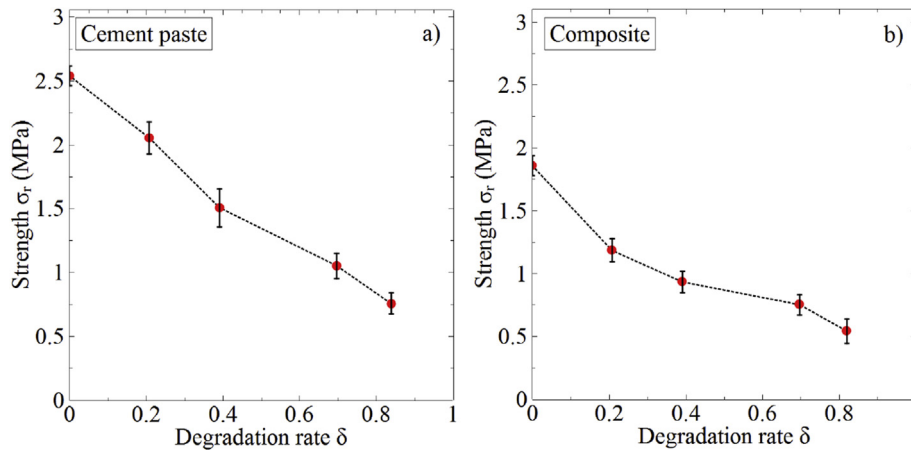 Cement paste
a)
3
2.5
2
1.5
1
0.5
0
Strength σr (MPa)
0 0.2 0.4 0.6 0.8 1
Degradation rate δ
Composite
b)
3
2.5
2
1.5
1
0.5
0
Strength σr (MPa)
0 0.2 0.4 0.6 0.8
Degradation rate δ